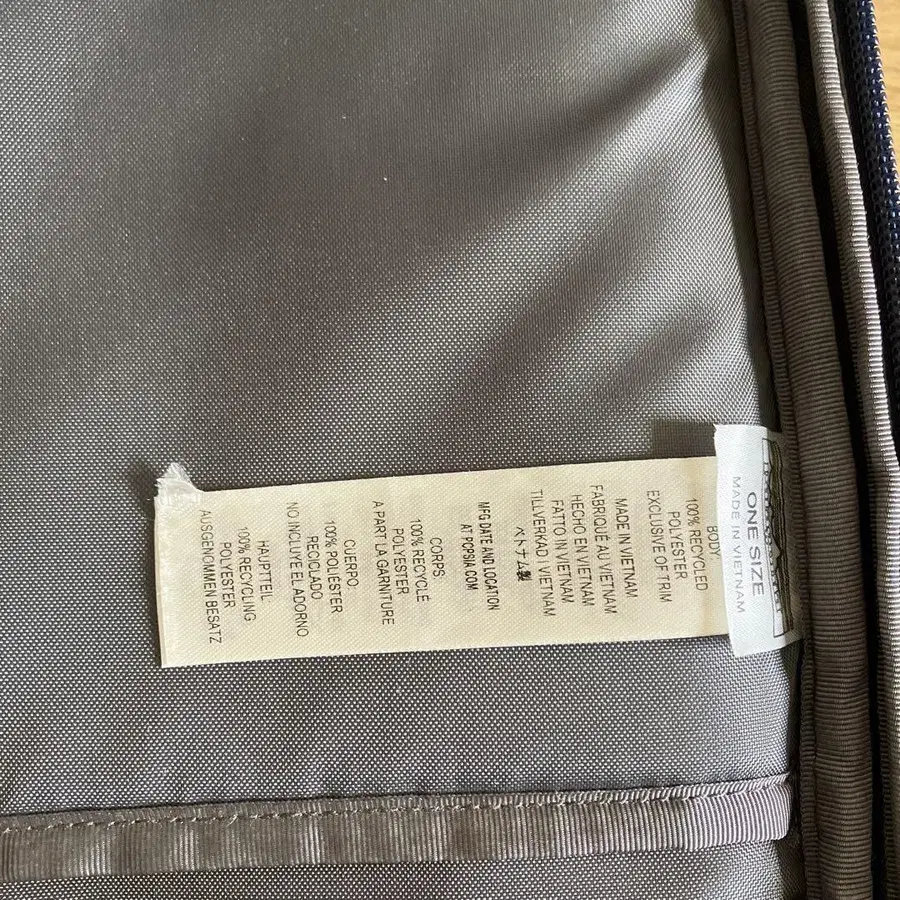 ONE SIZE
MADE IN VIETNAM
BODY
100% RECYCLED
POLYESTER
EXCLUSIVE OF TRIM
MADE IN VIETNAM
FABRIQUÉ AU VIETNAM
HECHO EN VIETNAM
FATTO IN VIETNAM
TILLVERKAD I VIETNAM
ベトナム製
MFG DATE AND LOCATION
AT POPSIA.COM/
CORPS:
100% RECYCLE
POLYESTER
A PART LA GARNITURE
CUERPO:
100% POLIÉSTER
RECICLADO
NO INCLUYE EL ADORNO
HAUPTTEIL:
100% RECYCLING
POLYESTER
AUSGENOMMEN BESATZ